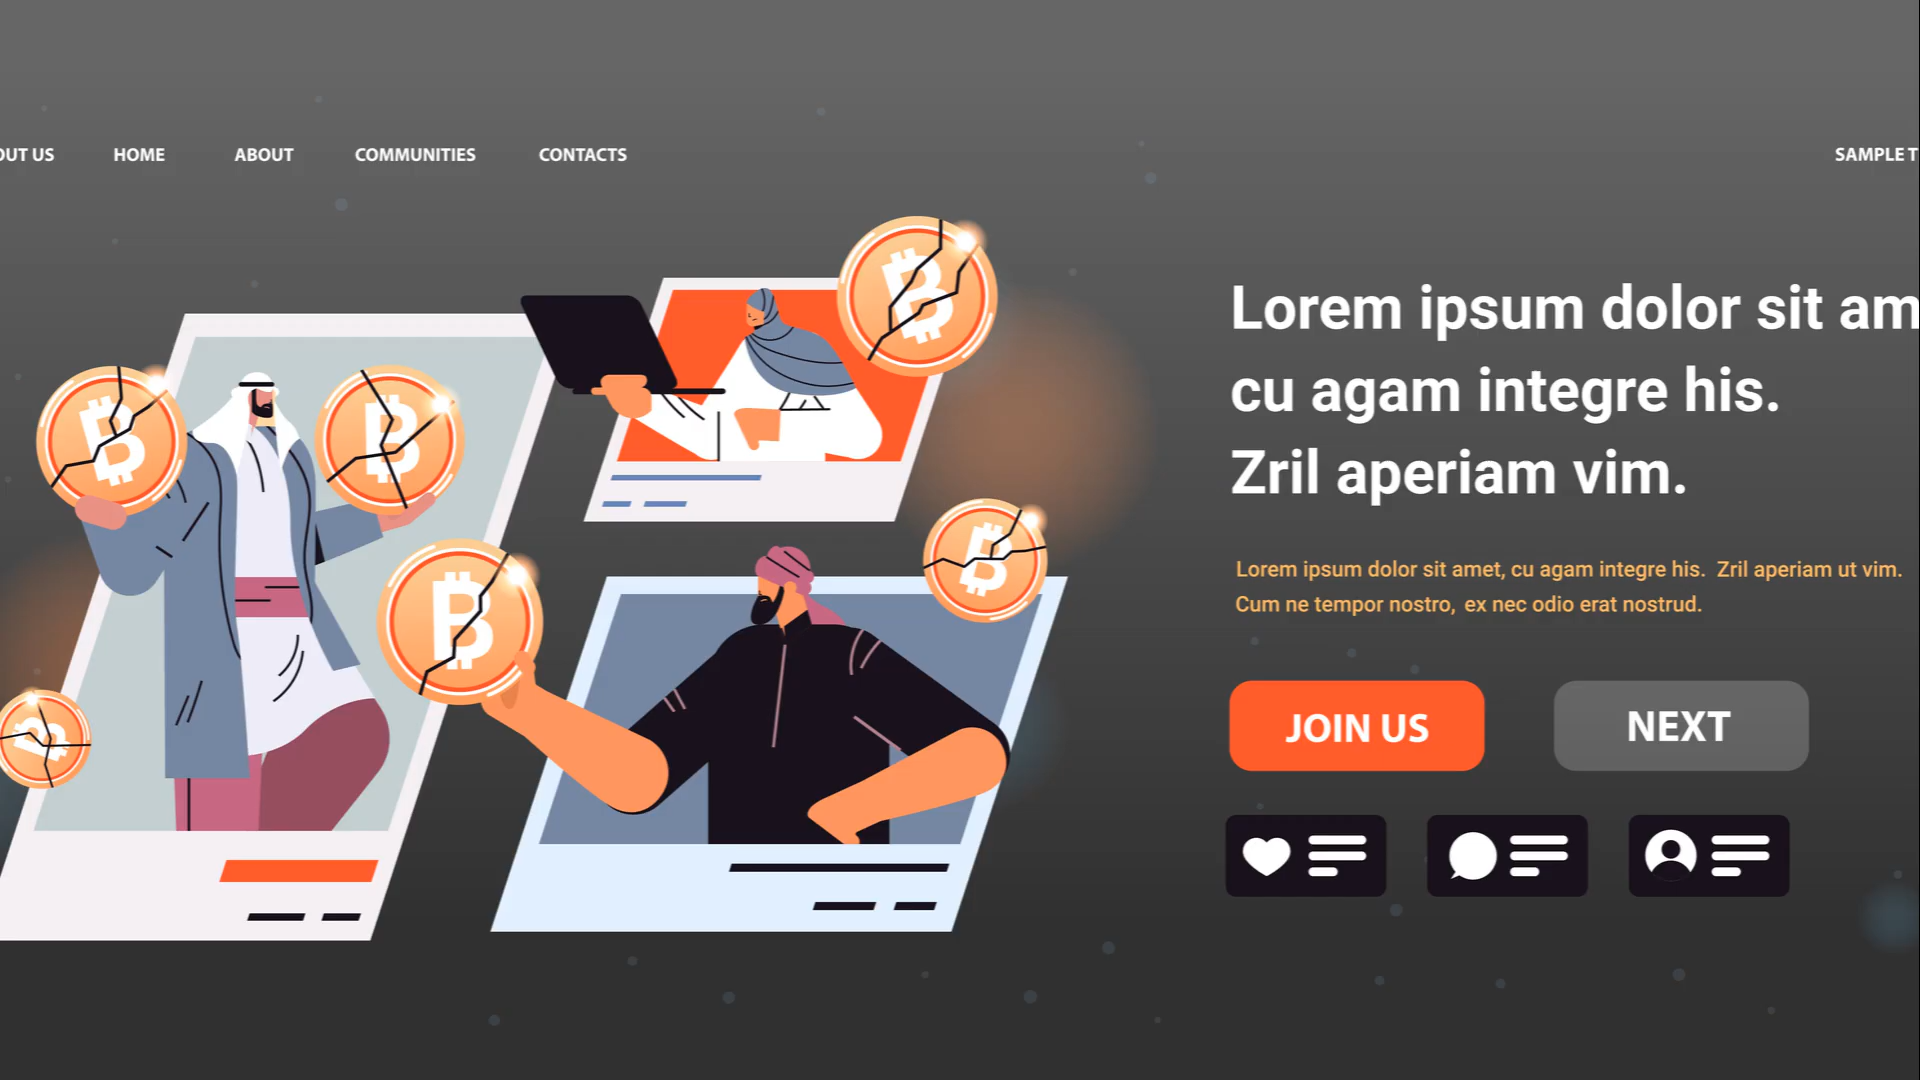 OUT US HOME ABOUT COMMUNITIES CONTACTS SAMPLE T
Lorem ipsum dolor sit am
cu agam integre his.
Zril aperiam vim.
Lorem ipsum dolor sit amet, cu agam integre his. Zril aperiam ut vim.
Cum ne tempor nostro, ex nec odio erat nostrud.
JOIN US NEXT